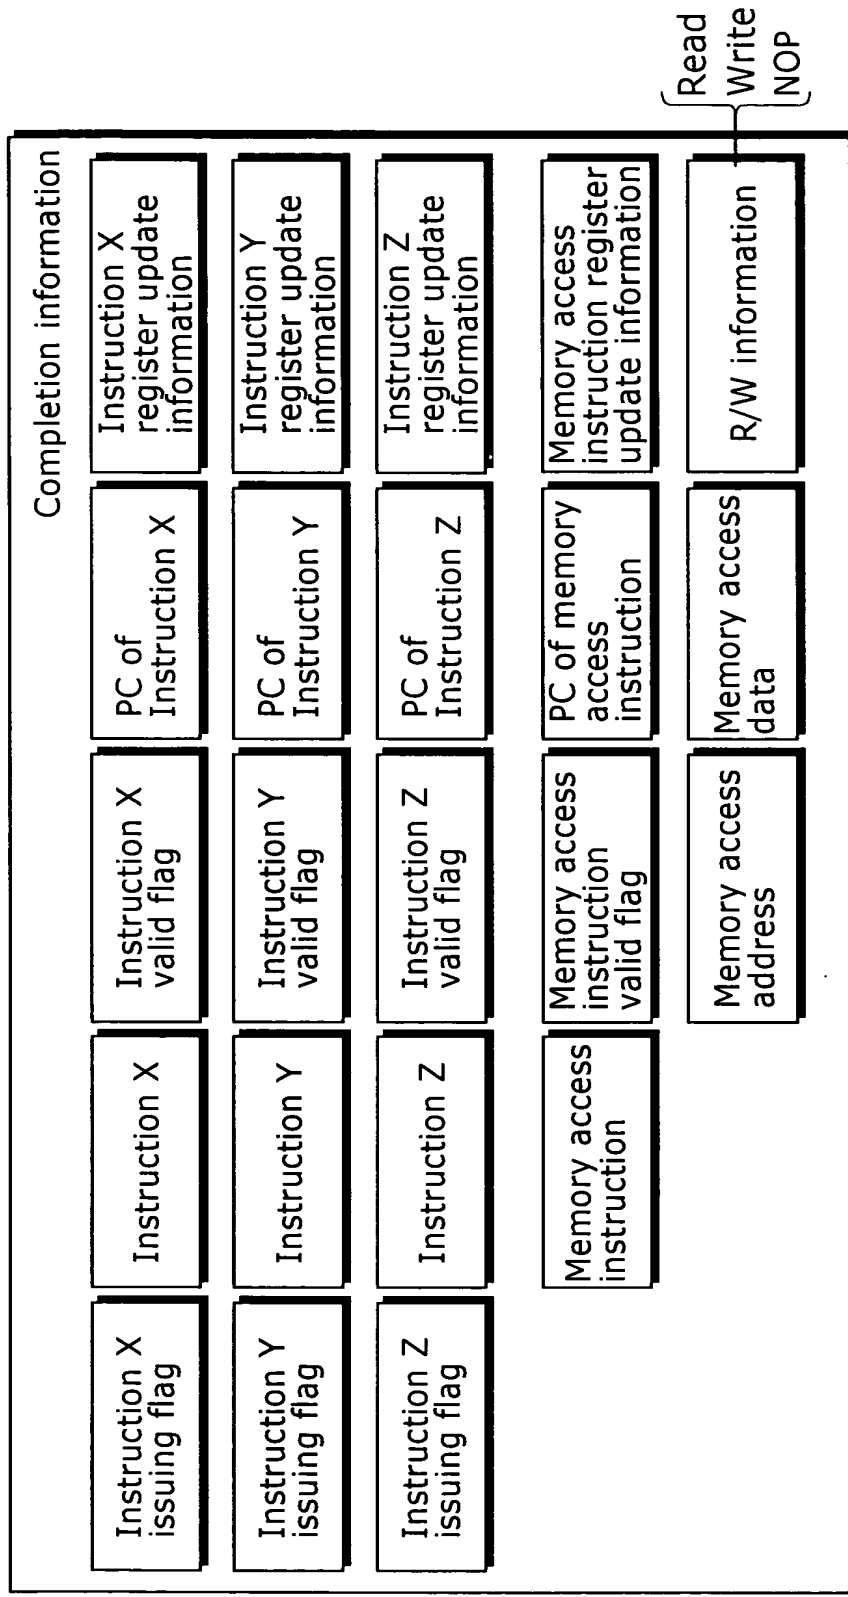 Completion information
Instruction X
issuing flag
Instruction X
Instruction X
valid flag
PC of
Instruction X
Instruction X
register update
information
Instruction Y
issuing flag
Instruction Y
Instruction Y
valid flag
PC of
Instruction Y
Instruction Y
register update
information
Instruction Z
issuing flag
Instruction Z
Instruction Z
valid flag
PC of
Instruction Z
Instruction Z
register update
information
Memory access
instruction
Memory access
instruction
valid flag
PC of memory
access
instruction
Memory access
instruction register
update information
Memory access
address
Memory access
data
R/W information
Read
Write
NOP